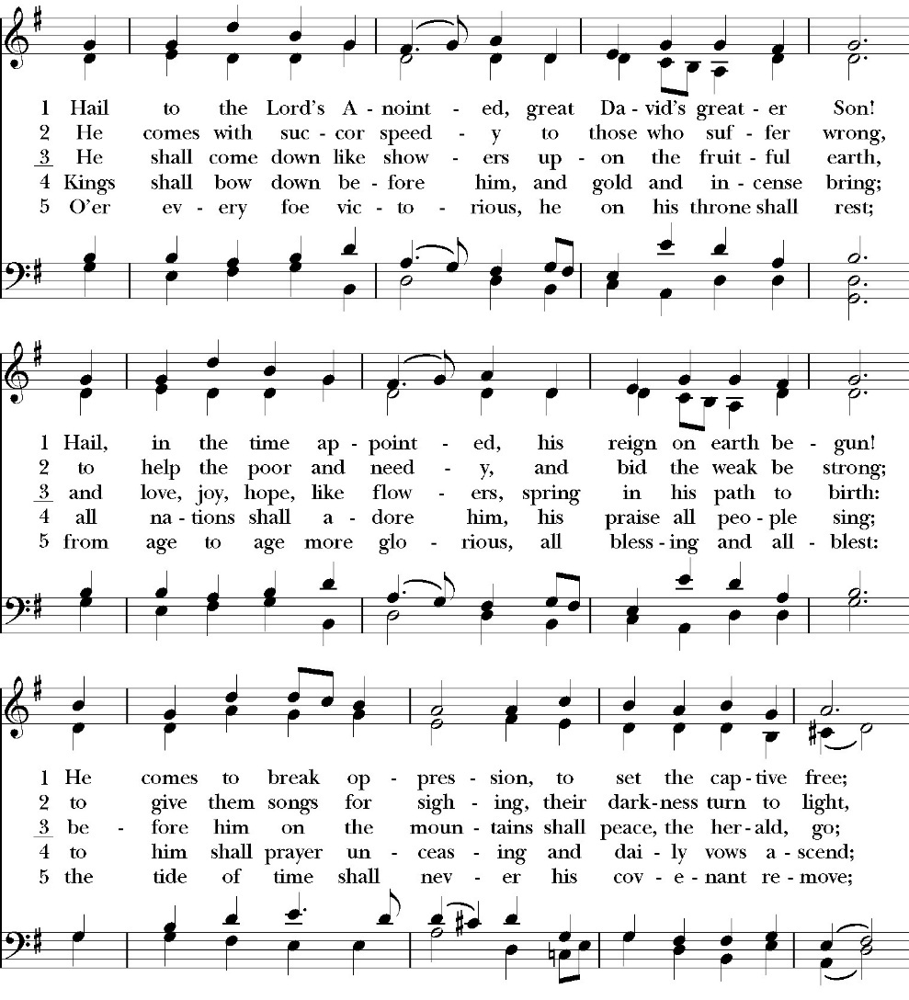 1 Hail to the Lord's A - noint - ed, great Da - vid's great - er Son!
2 He comes with suc - cor speed - y to those who suf - fer wrong,
3 He shall come down like show - ers up - on the fruit - ful earth,
4 Kings shall bow down be - fore him, and gold and in - cense bring;
5 O'er ev - ery foe vic - to - rious, he on his throne shall rest;
1 Hail, in the time ap - point - ed, his reign on earth be - gun!
2 to help the poor and need - y, and bid the weak be strong;
3 and love, joy, hope, like flow - ers, spring in his path to birth:
4 all na - tions shall a - dore him, his praise all peo - ple sing;
5 from age to age more glo - rious, all bless - ing and all - blest:
1 He comes to break op - pres - sion, to set the cap - tive free;
2 to give them songs for sigh - ing, their dark - ness turn to light,
3 be - fore him on the moun - tains shall peace, the her - ald, go;
4 to him shall prayer un - ceas - ing and dai - ly vows a - scend;
5 the tide of time shall nev - er his cov - e - nant re - move;